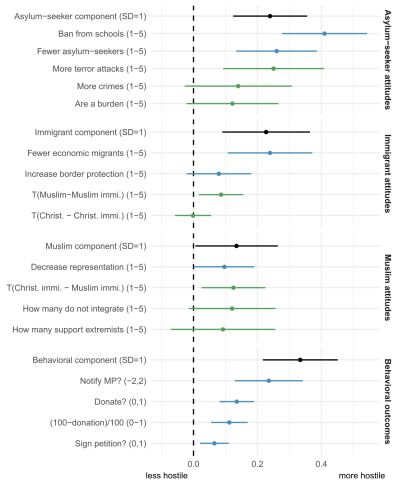 Asylum−seeker component (SD=1)
Ban from schools (1−5)
Fewer asylum−seekers (1−5)
More terror attacks (1−5)
More crimes (1−5)
Are a burden (1−5)
Asylum−seeker attitudes
Immigrant component (SD=1)
Fewer economic migrants (1−5)
Increase border protection (1−5)
T(Muslim−Muslim immi.) (1−5)
T(Christ. − Christ. immi.) (1−5)
Immigrant attitudes
Muslim component (SD=1)
Decrease representation (1−5)
T(Christ. immi. − Muslim immi.) (1−5)
How many do not integrate (1−5)
How many support extremists (1−5)
Muslim attitudes
Behavioral component (SD=1)
Notify MP? (−2,2)
Donate? (0,1)
(100−donation)/100 (0−1)
Sign petition? (0,1)
Behavioral outcomes
0.0 0.2 0.4
less hostile more hostile